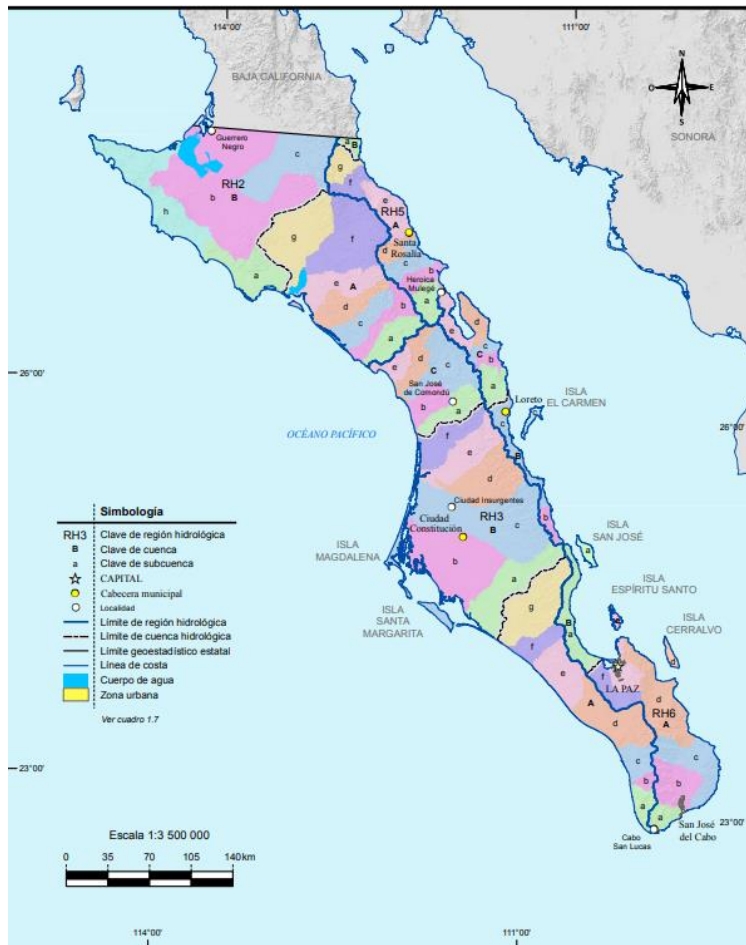 114°00'
111°00'
BAJA CALIFORNIA
N
O
E
S
SONORA
Guerrero
Negro
a
B
c
g
RH2
f
b
B
e
h
RH5
A
g
f
d
Santa
Rosalía
c
a
b
Heroica
Mulegé
e
A
a
d
b
d
c
e
a
c
d
C
b
C
c
26°00'
e
a
San José
de Comondú
Loreto
ISLA
EL CARMEN
b
a
c
f
26°00'
OCÉANO PACÍFICO
e
B
d
Ciudad Insurgentes
RH3
b
Ciudad
Constitución
B
c
ISLA
SAN JOSÉ
ISLA
MAGDALENA
a
b
a
ISLA
ESPÍRITU SANTO
g
B
ISLA
SANTA
MARGARITA
a
ISLA
CERRALVO
f
d
e
f
LA PAZ
d
A
RH6
d
A
c
c
b
b
a
a
23°00'
23°00'
Cabo
San Lucas
San José
del Cabo
Simbología
RH3 Clave de región hidrológica
B Clave de cuenca
a Clave de subcuenca
CAPITAL
Cabecera municipal
Localidad
Límite de región hidrológica
Límite de cuenca hidrológica
Límite geoestadístico estatal
Línea de costa
Cuerpo de agua
Zona urbana
Ver cuadro 1.7
Escala 1:3 500 000
0 35 70 105 140km
114°00'
111°00'